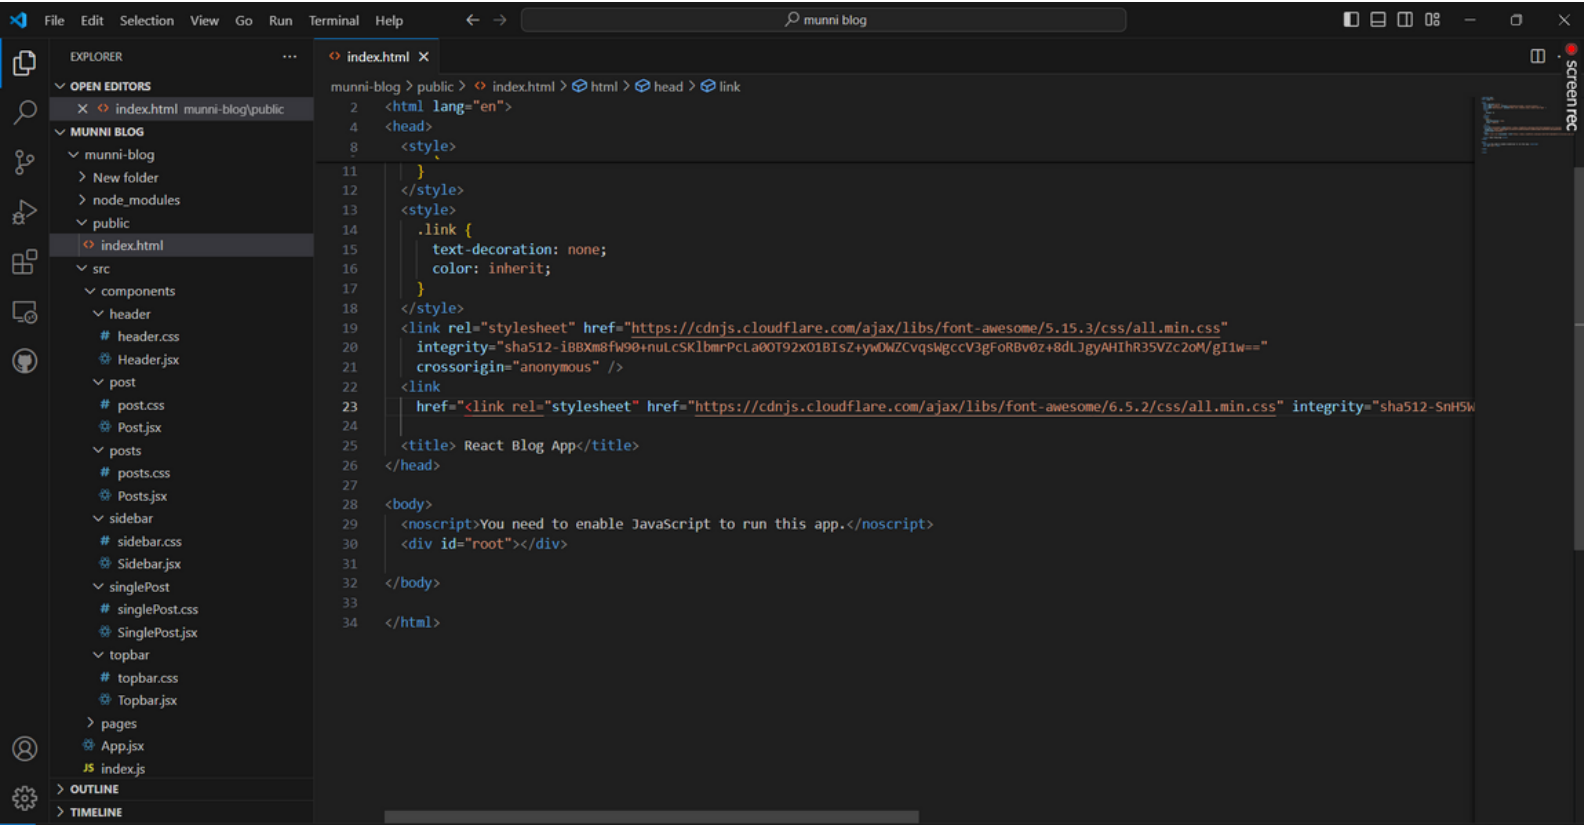 File Edit Selection View Go Run Terminal Help
munni blog
EXPLORER
OPEN EDITORS
index.html munni-blog\public
MUNNI BLOG
munni-blog
New folder
node_modules
public
index.html
src
components
header
# header.css
Header.jsx
post
# post.css
Post.jsx
posts
# posts.css
Posts.jsx
sidebar
# sidebar.css
Sidebar.jsx
singlePost
# singlePost.css
SinglePost.jsx
topbar
# topbar.css
Topbar.jsx
pages
App.jsx
JS index.js
OUTLINE
TIMELINE
index.html
munni-blog > public > index.html > html > head > link
2 <html lang="en">
4 <head>
8 <style>
11 }
12 </style>
13 <style>
14 .link {
15 text-decoration: none;
16 color: inherit;
17 }
18 </style>
19 <link rel="stylesheet" href="https://cdnjs.cloudflare.com/ajax/libs/font-awesome/5.15.3/css/all.min.css"
20 integrity="sha512-iBBXm8fW90+nuLcSKlbmrPcLa0OT92xO1BIsZ+ywDWZCvqsWgccV3gFoRBv0z+8dLJgyAHIhR35VZc2oM/gI1w=="
21 crossorigin="anonymous" />
22 <link
23 href="<link rel="stylesheet" href="https://cdnjs.cloudflare.com/ajax/libs/font-awesome/6.5.2/css/all.min.css" integrity="sha512-SnH5W
24
25 <title> React Blog App</title>
26 </head>
27
28 <body>
29 <noscript>You need to enable JavaScript to run this app.</noscript>
30 <div id="root"></div>
31
32 </body>
33
34 </html>
screenrec